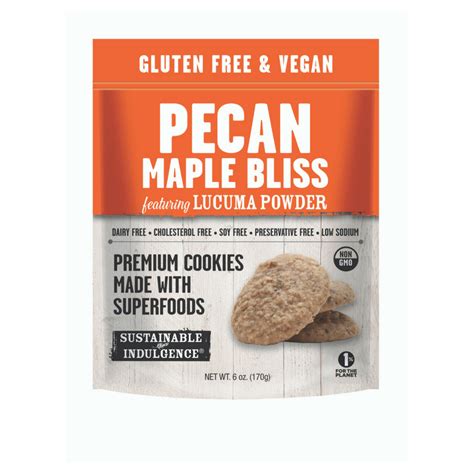 GLUTEN FREE & VEGAN
PECAN
MAPLE BLISS
featuring LUCUMA POWDER
DAIRY FREE • CHOLESTEROL FREE • SOY FREE • PRESERVATIVE FREE • LOW SODIUM
PREMIUM COOKIES
MADE WITH
SUPERFOODS
NON
GMO
SUSTAINABLE
INDULGENCE®
1%
FOR THE
PLANET
NET WT. 6 oz. (170g)